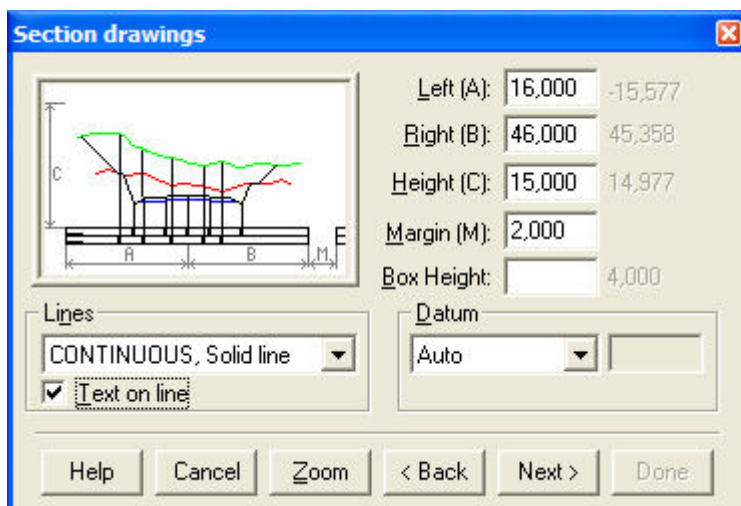 Section drawings
C
A
B
M
Left (A): 16,000 -15,577
Right (B): 46,000 45,358
Height (C): 15,000 14,977
Margin (M): 2,000
Box Height: 4,000
Lines
CONTINUOUS, Solid line
Text on line
Datum
Auto
Help Cancel Zoom < Back Next > Done